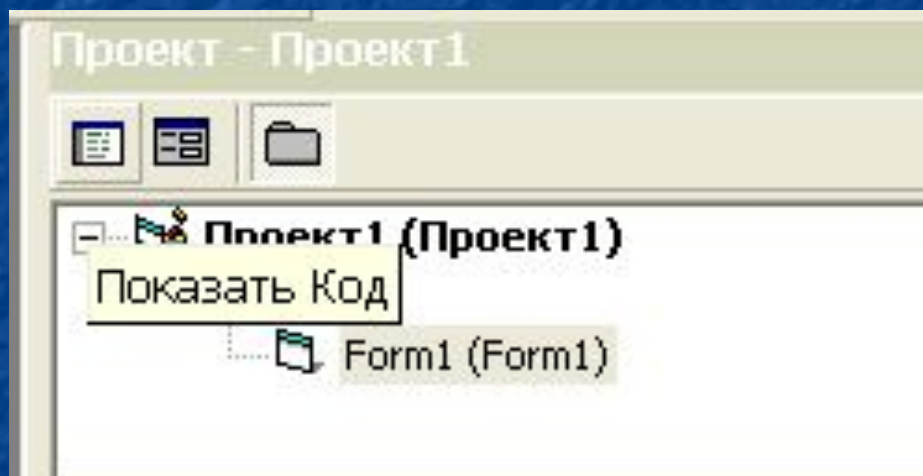 Проект - Проект1
Проект1 (Проект1)
Показать Код
Form1 (Form1)